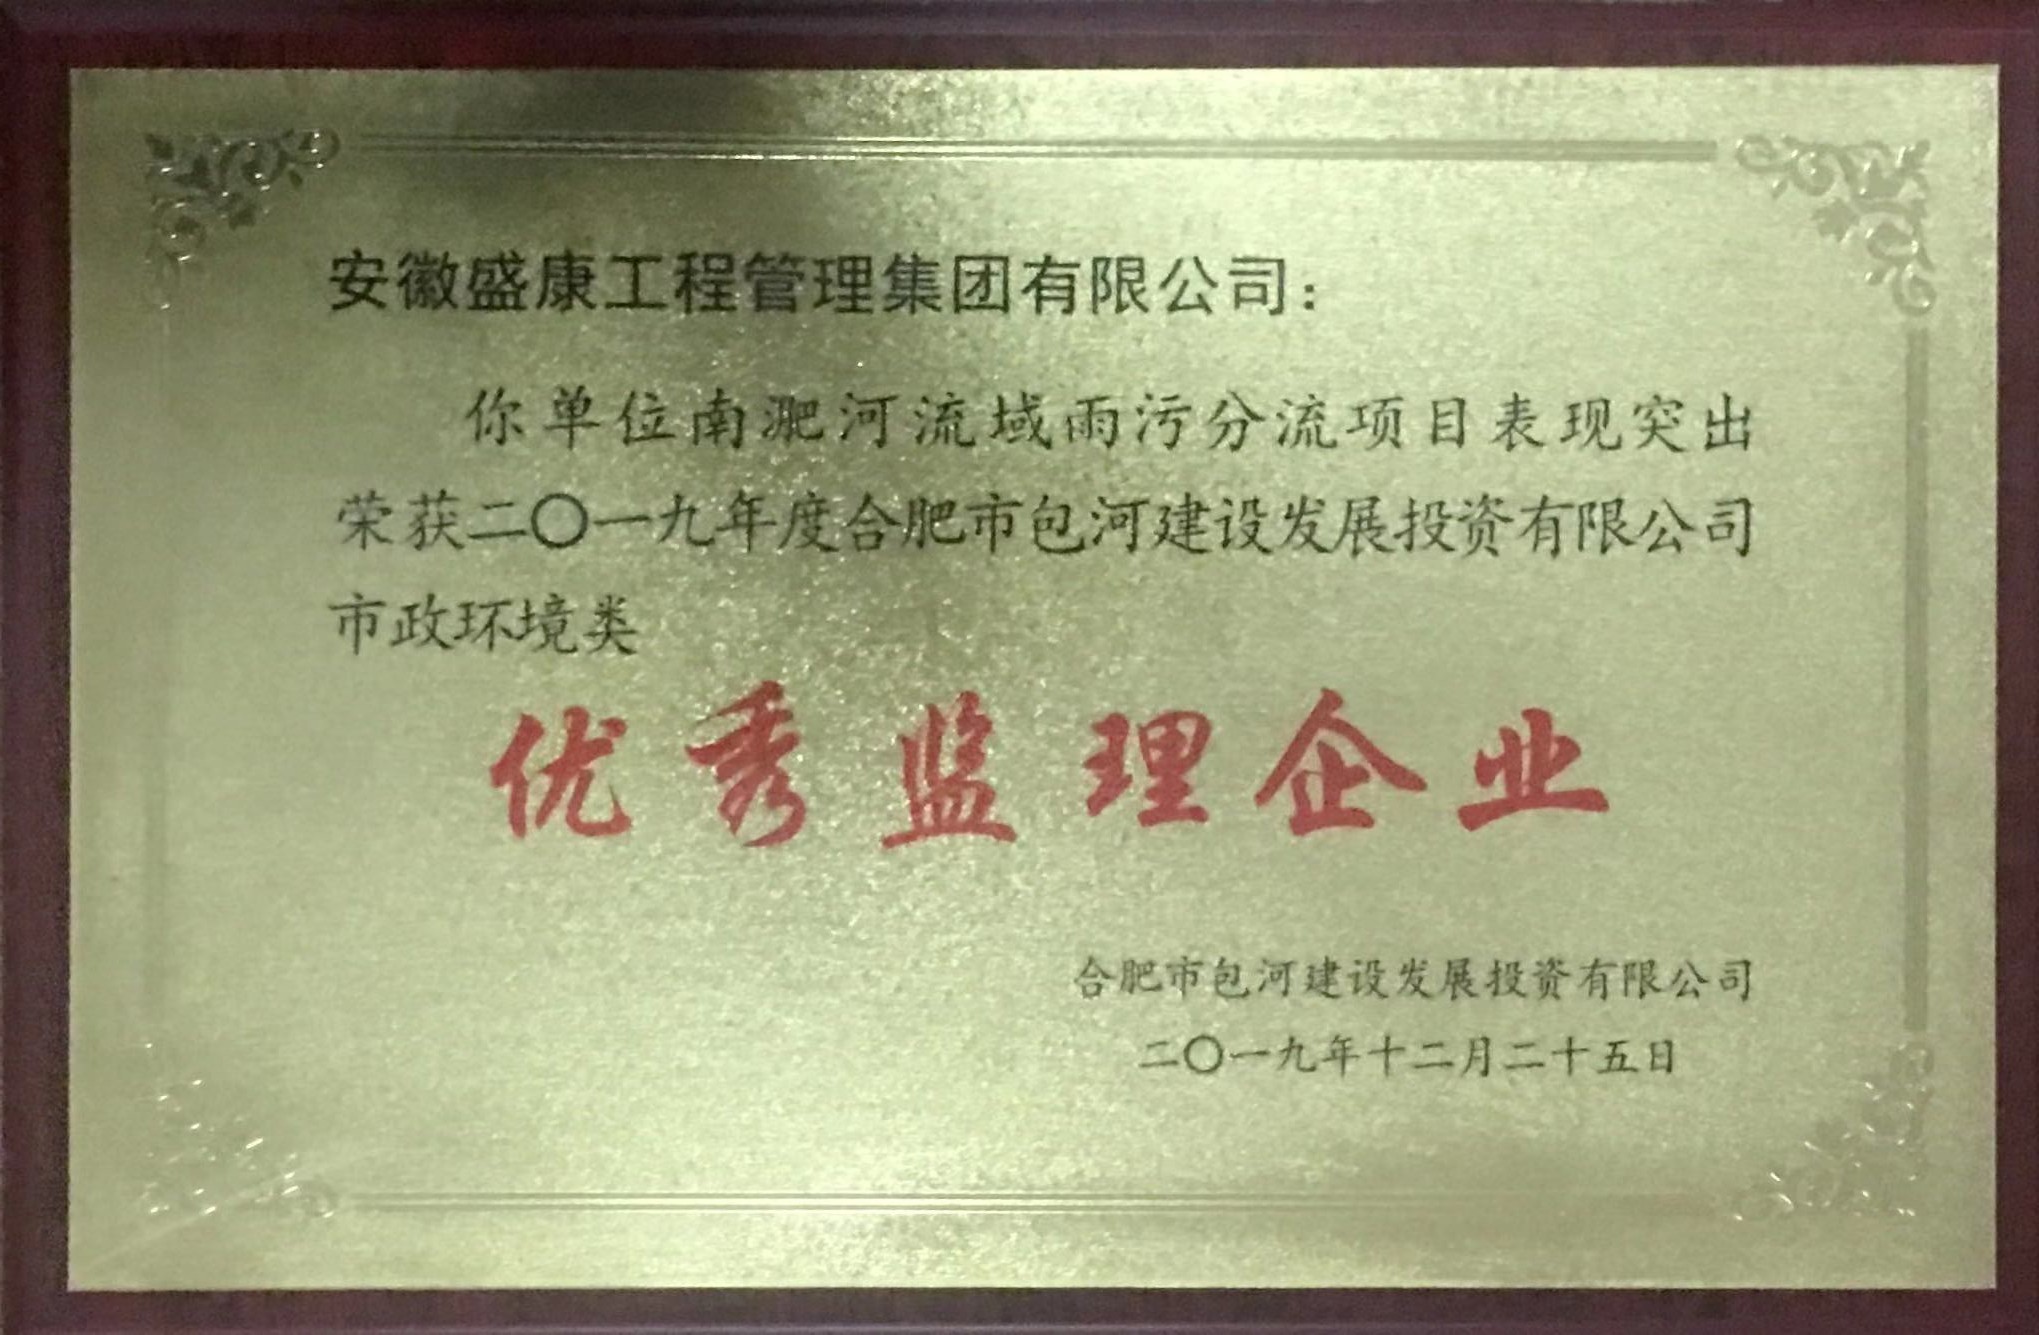 安徽盛康工程管理集团有限公司：
你单位南淝河流域雨污分流项目表现突出
荣获二〇一九年度合肥市包河建设发展投资有限公司
市政环境类
优秀监理企业
合肥市包河建设发展投资有限公司
二〇一九年十二月二十五日